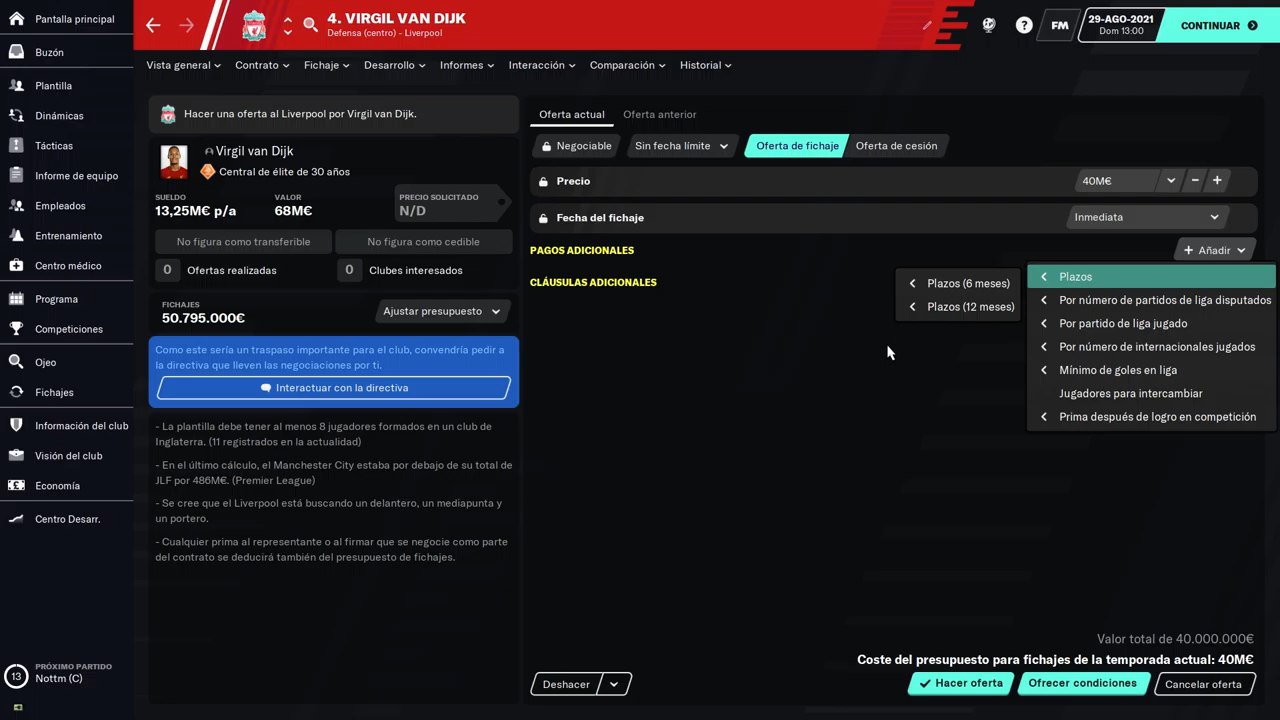 Pantalla principal
Buzón
Plantilla
Dinámicas
Tácticas
Informe de equipo
Empleados
Entrenamiento
Centro médico
Programa
Competiciones
Ojeo
Fichajes
Información del club
Visión del club
Economía
Centro Desarr.
13
PRÓXIMO PARTIDO
Nottm (C)
4. VIRGIL VAN DIJK
Defensa (centro) - Liverpool
?
FM
29-AGO-2021
Dom 13:00
CONTINUAR
Vista general
Contrato
Fichaje
Desarrollo
Informes
Interacción
Comparación
Historial
Hacer una oferta al Liverpool por Virgil van Dijk.
Virgil van Dijk
Central de élite de 30 años
SUELDO
13,25M€ p/a
VALOR
68M€
PRECIO SOLICITADO
N/D
No figura como transferible
No figura como cedible
0 Ofertas realizadas
0 Clubes interesados
FICHAJES
50.795.000€
Ajustar presupuesto
Como este sería un traspaso importante para el club, convendría pedir a
la directiva que lleven las negociaciones por ti.
Interactuar con la directiva
- La plantilla debe tener al menos 8 jugadores formados en un club de
Inglaterra. (11 registrados en la actualidad)
- En el último cálculo, el Manchester City estaba por debajo de su total de
JLF por 486M€. (Premier League)
- Se cree que el Liverpool está buscando un delantero, un mediapunta y
un portero.
- Cualquier prima al representante o al firmar que se negocie como parte
del contrato se deducirá también del presupuesto de fichajes.
Oferta actual
Oferta anterior
Negociable
Sin fecha límite
Oferta de fichaje
Oferta de cesión
Precio
40M€
- +
Fecha del fichaje
Inmediata
PAGOS ADICIONALES
+ Añadir
CLÁUSULAS ADICIONALES
Plazos (6 meses)
Plazos (12 meses)
Plazos
Por número de partidos de liga disputados
Por partido de liga jugado
Por número de internacionales jugados
Mínimo de goles en liga
Jugadores para intercambiar
Prima después de logro en competición
Valor total de 40.000.000€
Coste del presupuesto para fichajes de la temporada actual: 40M€
Deshacer
Hacer oferta
Ofrecer condiciones
Cancelar oferta